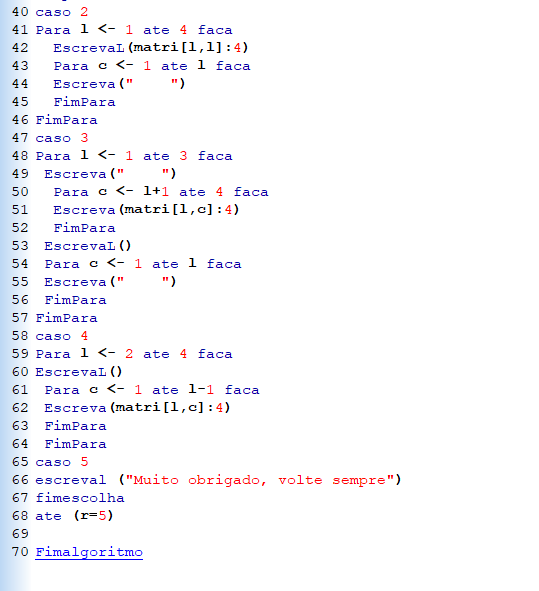 40 caso 2
41 Para l <- 1 ate 4 faca
42   EscrevaL(matri[l,l]:4)
43   Para c <- 1 ate l faca
44   Escreva("    ")
45   FimPara
46 FimPara
47 caso 3
48 Para l <- 1 ate 3 faca
49  Escreva("    ")
50   Para c <- l+1 ate 4 faca
51   Escreva(matri[l,c]:4)
52   FimPara
53  EscrevaL()
54  Para c <- 1 ate l faca
55  Escreva("    ")
56  FimPara
57 FimPara
58 caso 4
59 Para l <- 2 ate 4 faca
60 EscrevaL()
61  Para c <- 1 ate l-1 faca
62  Escreva(matri[l,c]:4)
63  FimPara
64  FimPara
65 caso 5
66 escreval ("Muito obrigado, volte sempre")
67 fimescolha
68 ate (r=5)
69
70 Fimalgoritmo